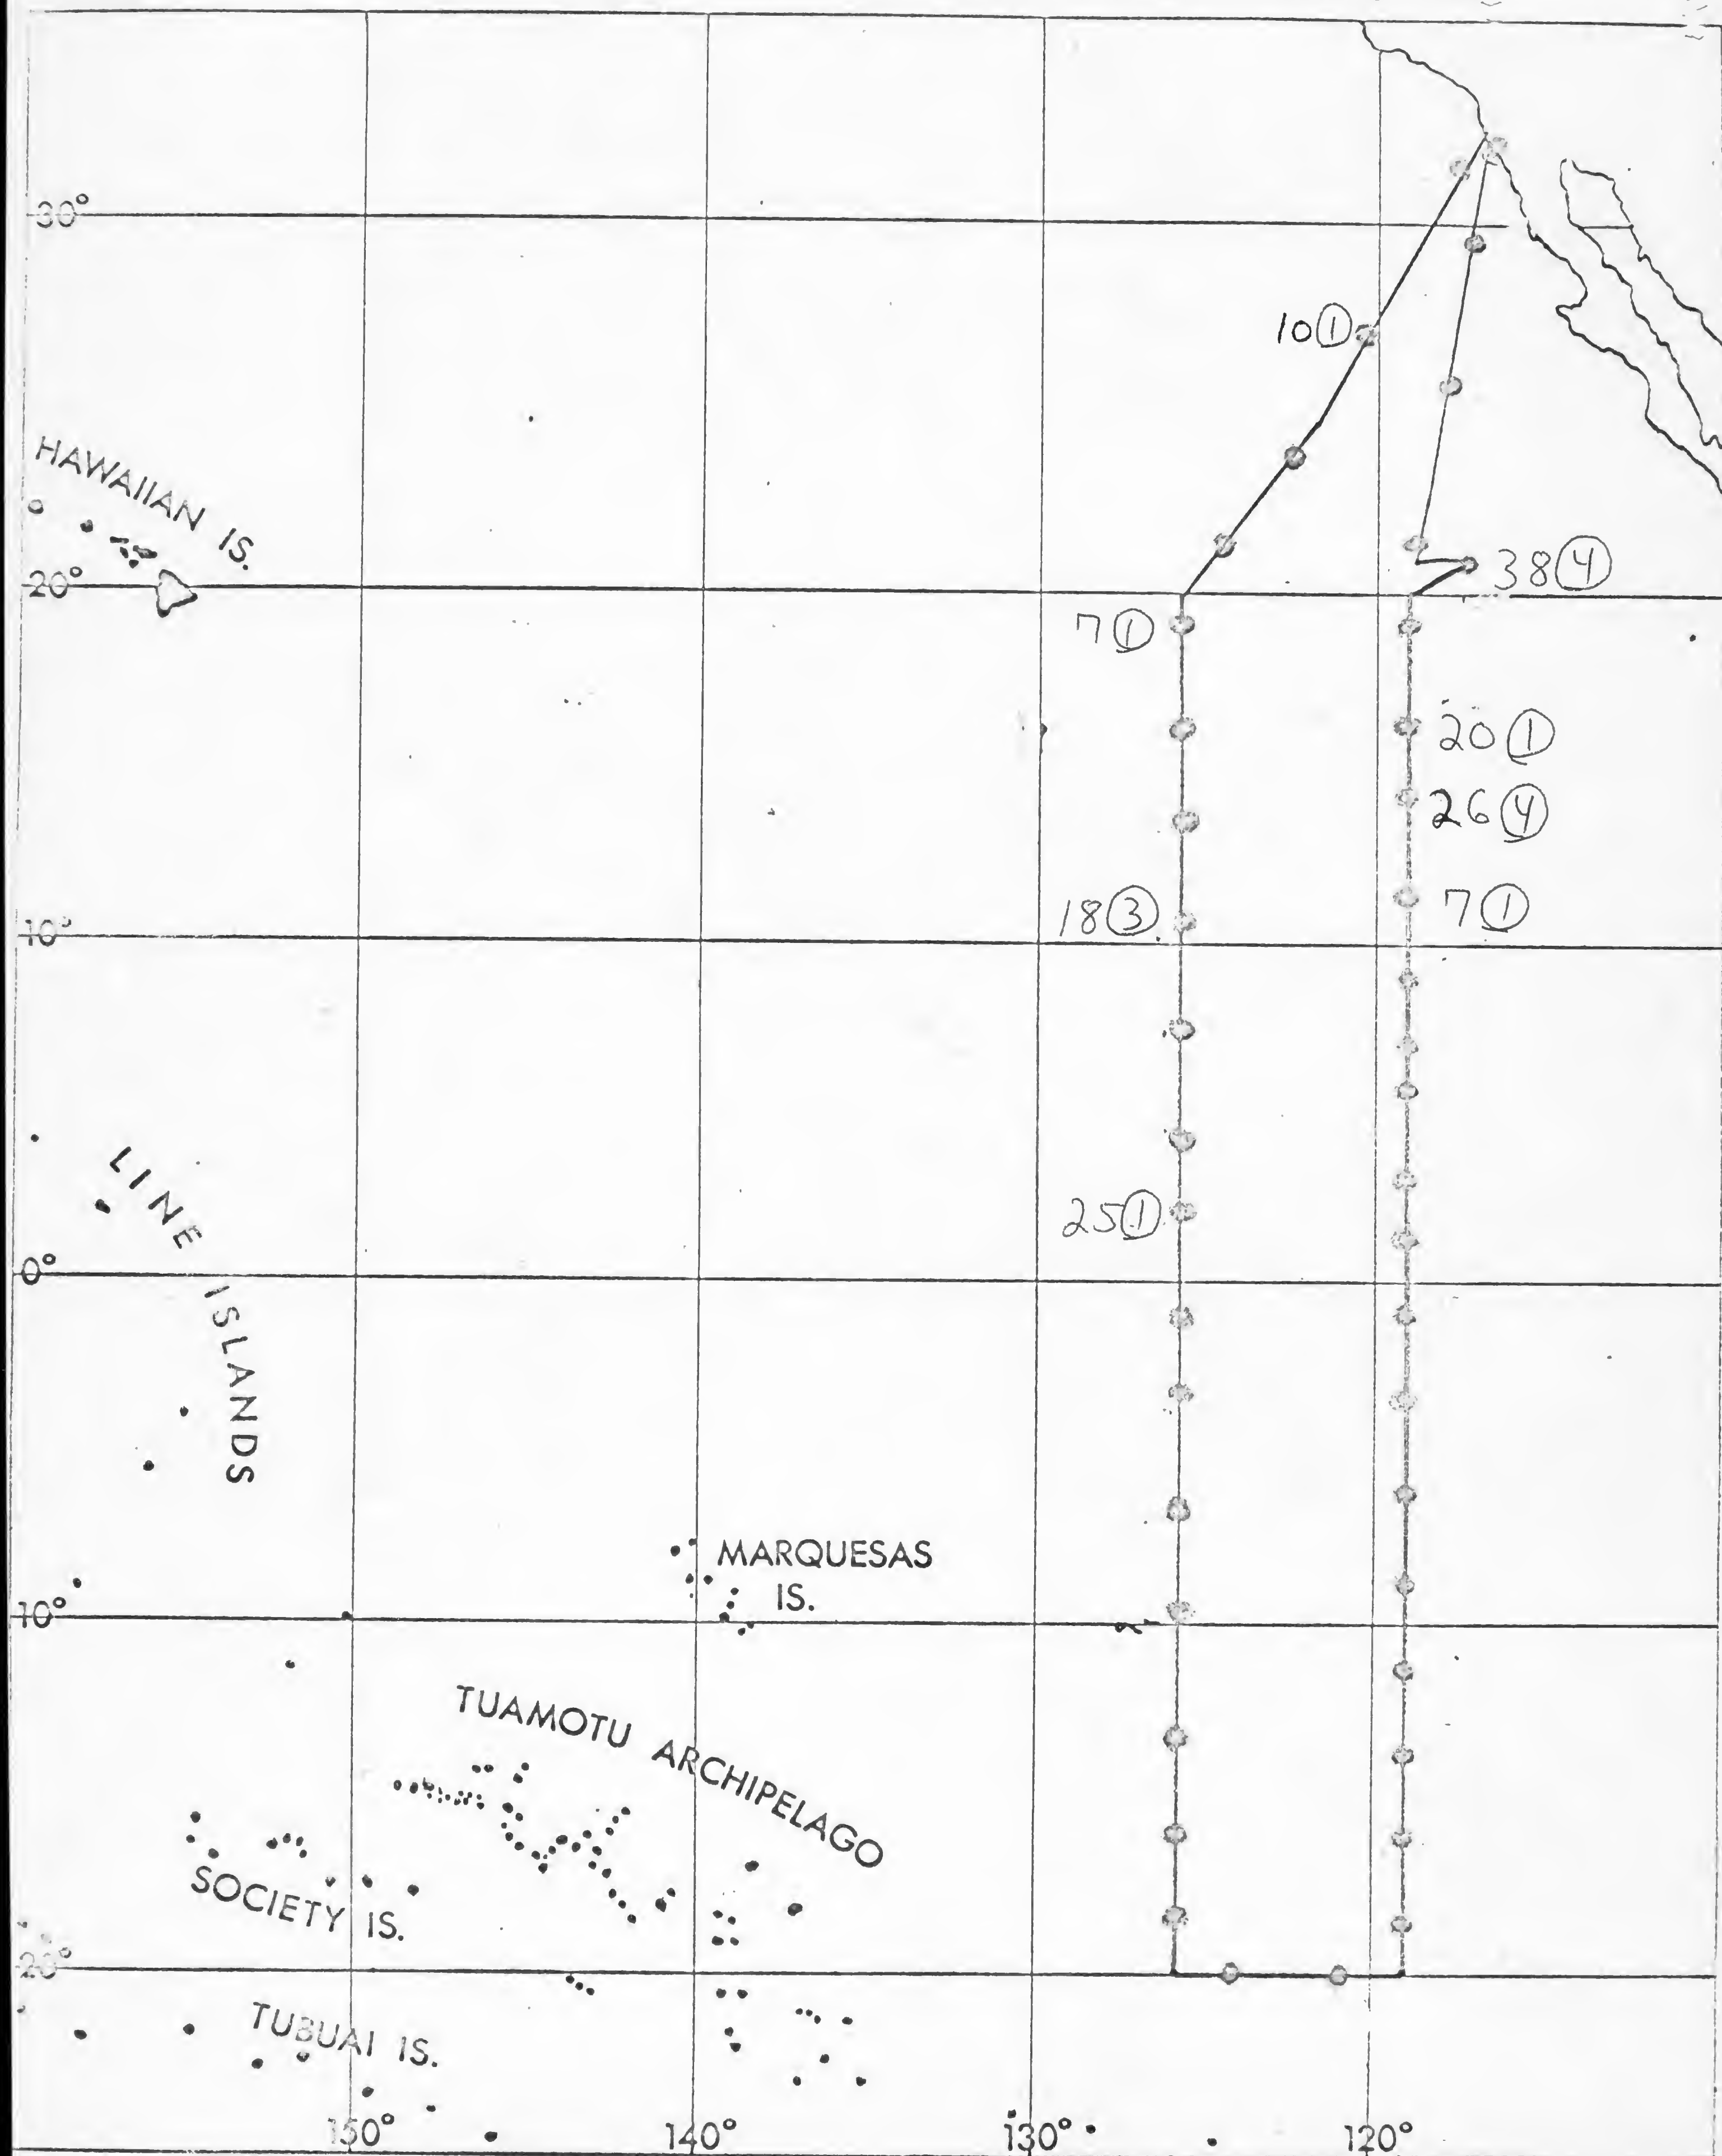 30°
10①
HAWAIIAN IS.
20°
38④
7①
20①
26④
10°
18③
7①
LINE ISLANDS
25①
0°
MARQUESAS
IS.
10°
TUAMOTU ARCHIPELAGO
SOCIETY IS.
20°
TUBUAI IS.
150° 140° 130° 120°